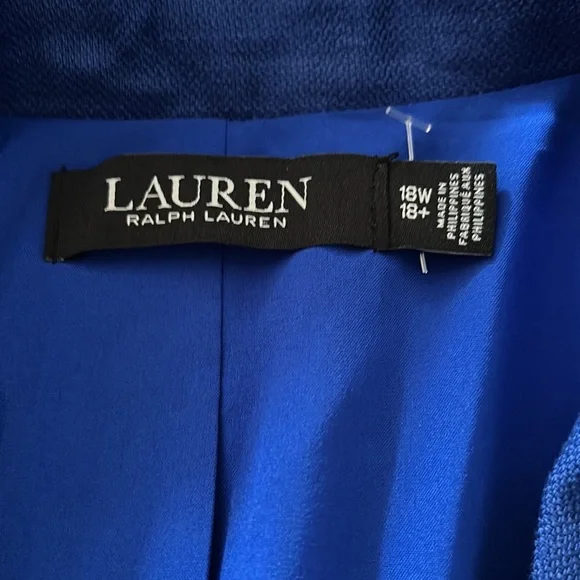 LAUREN
RALPH LAUREN
18W
18+
MADE IN
PHILIPPINES
FABRIQUÉ AUX
PHILIPPINES